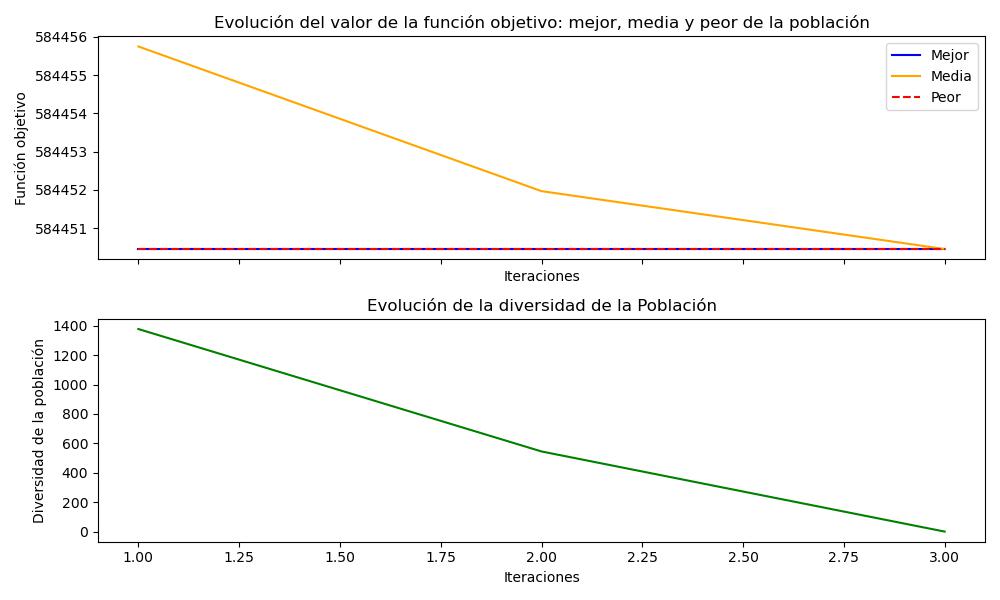 Evolución del valor de la función objetivo: mejor, media y peor de la población
584456
584455
584454
584453
584452
584451
Función objetivo
Mejor
Media
Peor
Iteraciones
Evolución de la diversidad de la Población
1400
1200
1000
800
600
400
200
0
Diversidad de la población
1.00 1.25 1.50 1.75 2.00 2.25 2.50 2.75 3.00
Iteraciones